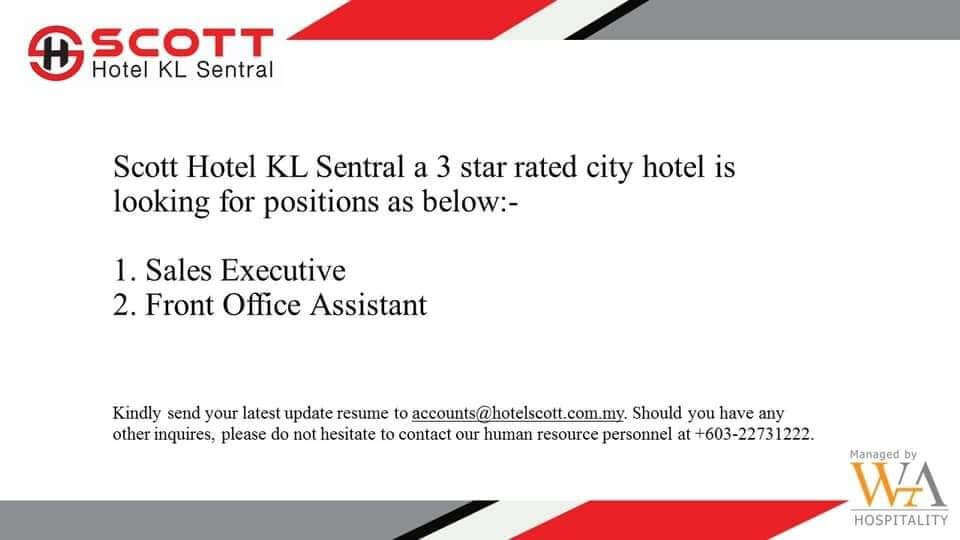 SCOTT
Hotel KL Sentral
Scott Hotel KL Sentral a 3 star rated city hotel is
looking for positions as below:-
1. Sales Executive
2. Front Office Assistant
Kindly send your latest update resume to accounts@hotelscott.com.my. Should you have any
other inquires, please do not hesitate to contact our human resource personnel at +603-22731222.
Managed by
WTA
HOSPITALITY